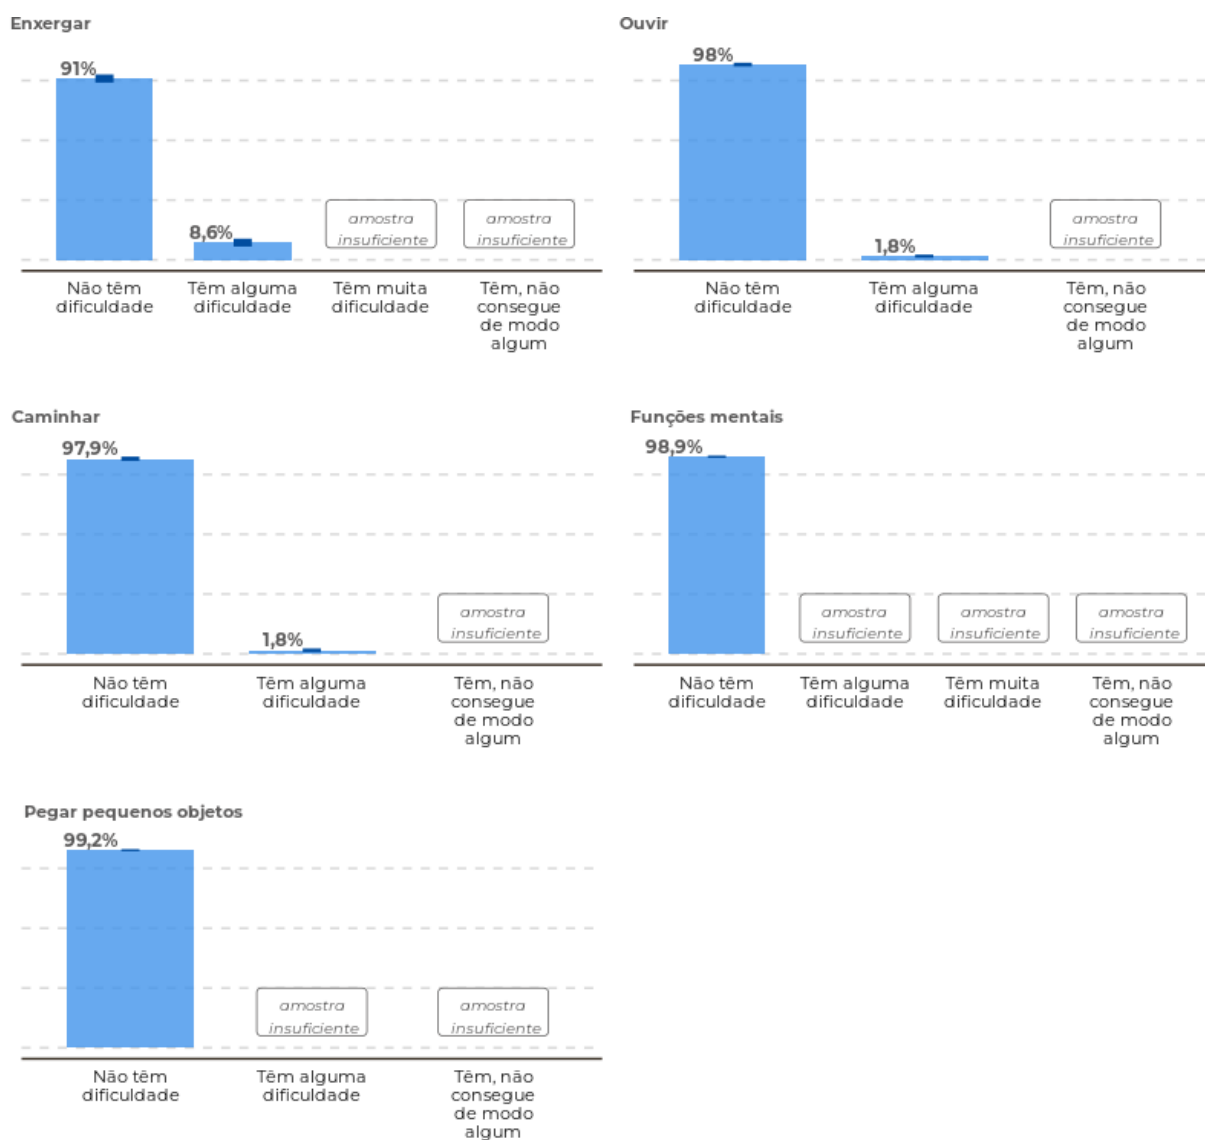 Enxergar
91%
8,6%
amostra
insuficiente
amostra
insuficiente
Não têm
dificuldade
Têm alguma
dificuldade
Têm muita
dificuldade
Têm, não
consegue
de modo
algum
Ouvir
98%
1,8%
amostra
insuficiente
Não têm
dificuldade
Têm alguma
dificuldade
Têm, não
consegue
de modo
algum
Caminhar
97,9%
1,8%
amostra
insuficiente
Não têm
dificuldade
Têm alguma
dificuldade
Têm, não
consegue
de modo
algum
Funções mentais
98,9%
amostra
insuficiente
amostra
insuficiente
amostra
insuficiente
Não têm
dificuldade
Têm alguma
dificuldade
Têm muita
dificuldade
Têm, não
consegue
de modo
algum
Pegar pequenos objetos
99,2%
amostra
insuficiente
amostra
insuficiente
Não têm
dificuldade
Têm alguma
dificuldade
Têm, não
consegue
de modo
algum